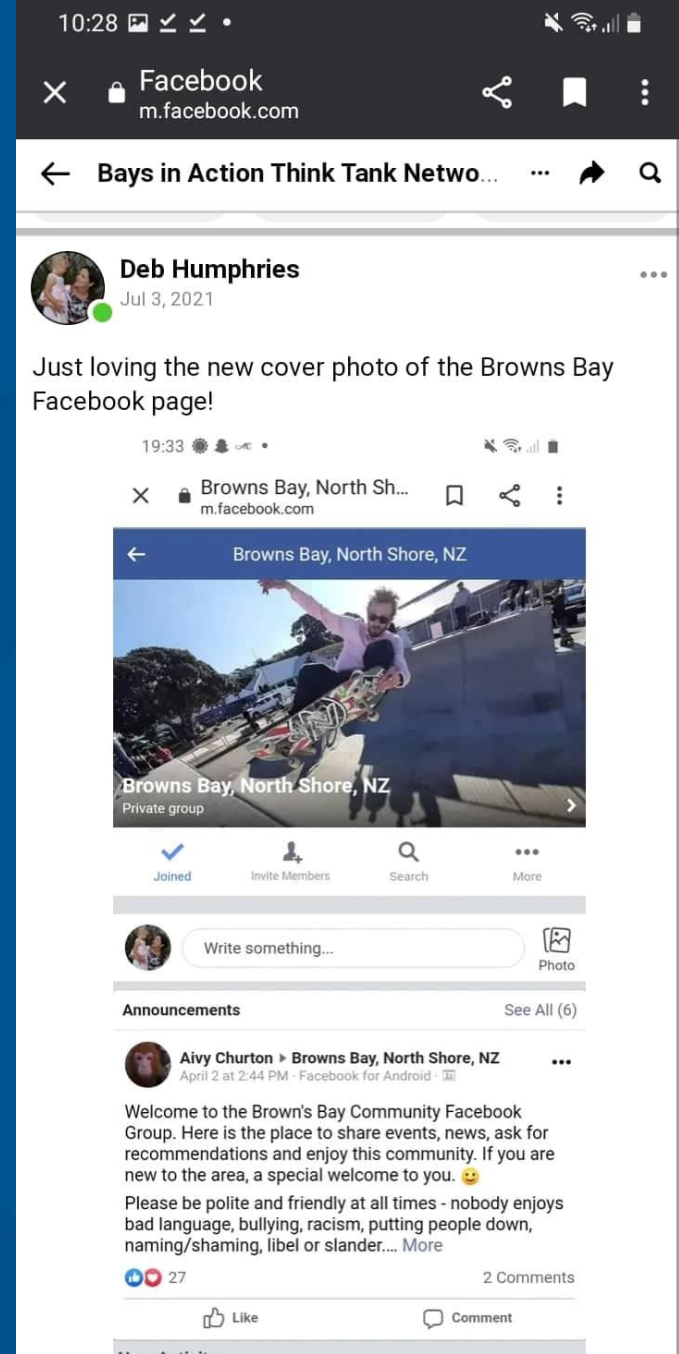 10:28
Facebook
m.facebook.com
Bays in Action Think Tank Netwo...
Deb Humphries
Jul 3, 2021
Just loving the new cover photo of the Browns Bay
Facebook page!
19:33
Browns Bay, North Sh...
m.facebook.com
Browns Bay, North Shore, NZ
Browns Bay, North Shore, NZ
Private group
Joined
Invite Members
Search
More
Write something...
Photo
Announcements
See All (6)
Aivy Churton ▸ Browns Bay, North Shore, NZ
April 2 at 2:44 PM · Facebook for Android ·
Welcome to the Brown's Bay Community Facebook
Group. Here is the place to share events, news, ask for
recommendations and enjoy this community. If you are
new to the area, a special welcome to you. 🙂
Please be polite and friendly at all times - nobody enjoys
bad language, bullying, racism, putting people down,
naming/shaming, libel or slander.... More
27
2 Comments
Like
Comment